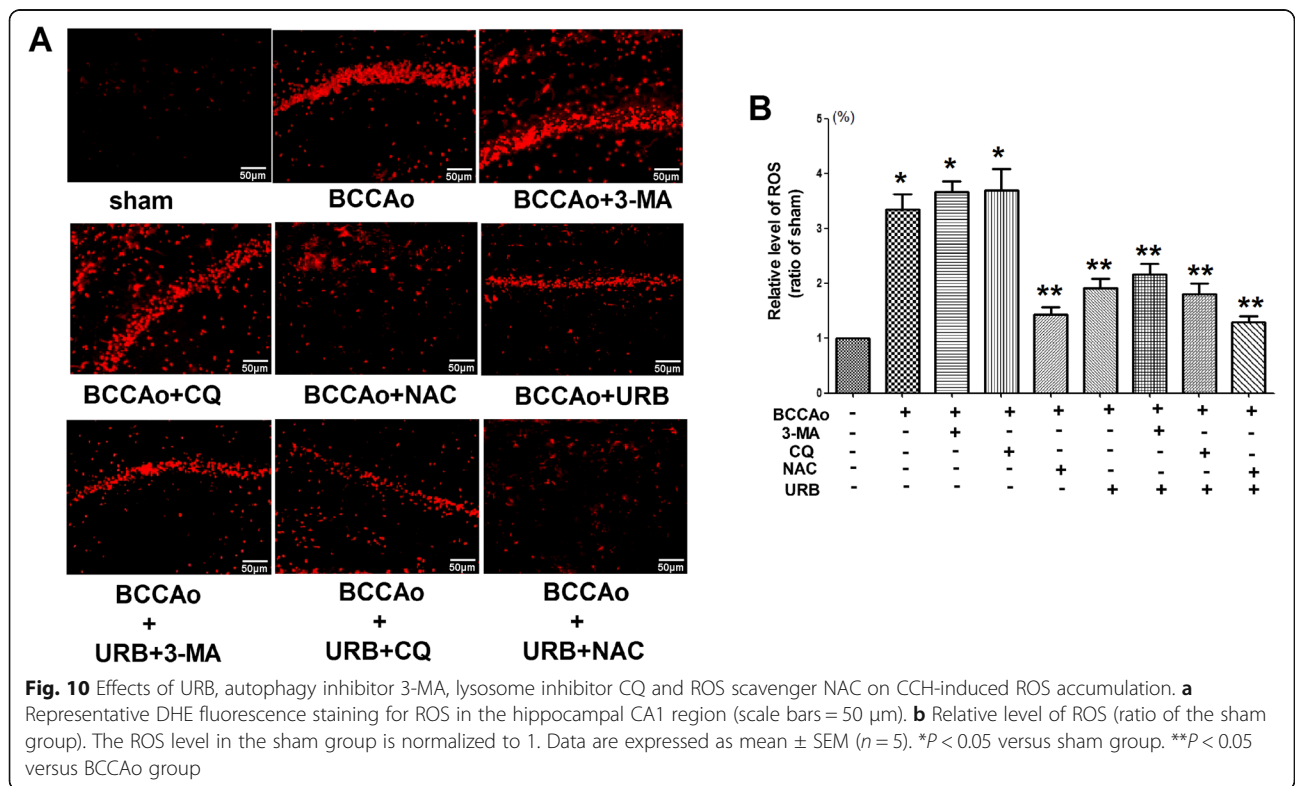 A
50μm
50μm
50μm
sham
BCCAo
BCCAo+3-MA
50μm
50μm
50μm
BCCAo+CQ
BCCAo+NAC
BCCAo+URB
50μm
50μm
50μm
BCCAo
+
URB+3-MA
BCCAo
+
URB+CQ
BCCAo
+
URB+NAC
B
Relative level of ROS
(ratio of sham)
(%)
5
4
3
2
1
0
* * * ** ** ** ** **
BCCAo - + + + + + + + +
3-MA - - + - - - + - -
CQ - - - + - - - + -
NAC - - - - + - - - +
URB - - - - - + + + +
Fig. 10 Effects of URB, autophagy inhibitor 3-MA, lysosome inhibitor CQ and ROS scavenger NAC on CCH-induced ROS accumulation. a
Representative DHE fluorescence staining for ROS in the hippocampal CA1 region (scale bars = 50 μm). b Relative level of ROS (ratio of the sham
group). The ROS level in the sham group is normalized to 1. Data are expressed as mean ± SEM (n = 5). *P < 0.05 versus sham group. **P < 0.05
versus BCCAo group